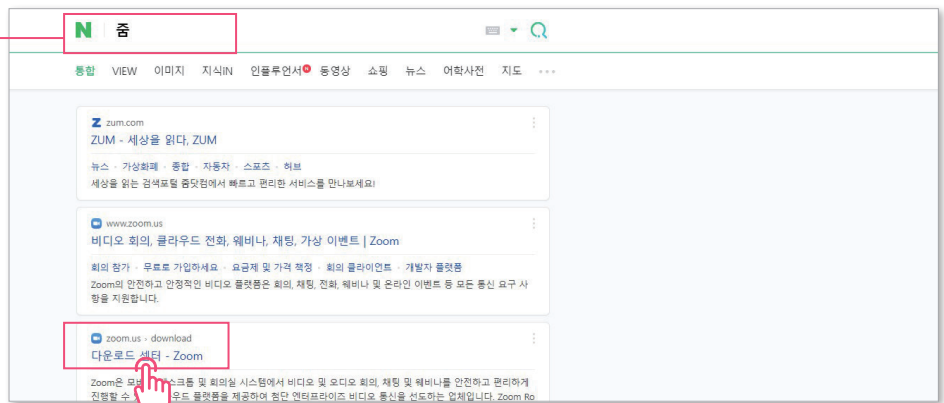 N 줌
통합 VIEW 이미지 지식IN 인플루언서 동영상 쇼핑 뉴스 어학사전 지도
zum.com
ZUM - 세상을 읽다, ZUM
뉴스 · 가상화폐 · 종합 · 자동차 · 스포츠 · 허브
세상을 읽는 검색포털 줌닷컴에서 빠르고 편리한 서비스를 만나보세요!
www.zoom.us
비디오 회의, 클라우드 전화, 웨비나, 채팅, 가상 이벤트 | Zoom
회의 참가 · 무료로 가입하세요 · 요금제 및 가격 책정 · 회의 클라이언트 · 개발자 플랫폼
Zoom의 안전하고 안정적인 비디오 플랫폼은 회의, 채팅, 전화, 웨비나 및 온라인 이벤트 등 모든 통신 요구 사
항을 지원합니다.
zoom.us › download
다운로드 센터 - Zoom
Zoom은 데스크톱 및 회의실 시스템에서 비디오 및 오디오 회의, 채팅 및 웨비나를 안전하고 편리하게
진행할 수 플랫폼을 제공하여 첨단 엔터프라이즈 비디오 통신을 선도하는 업체입니다. Zoom Ro